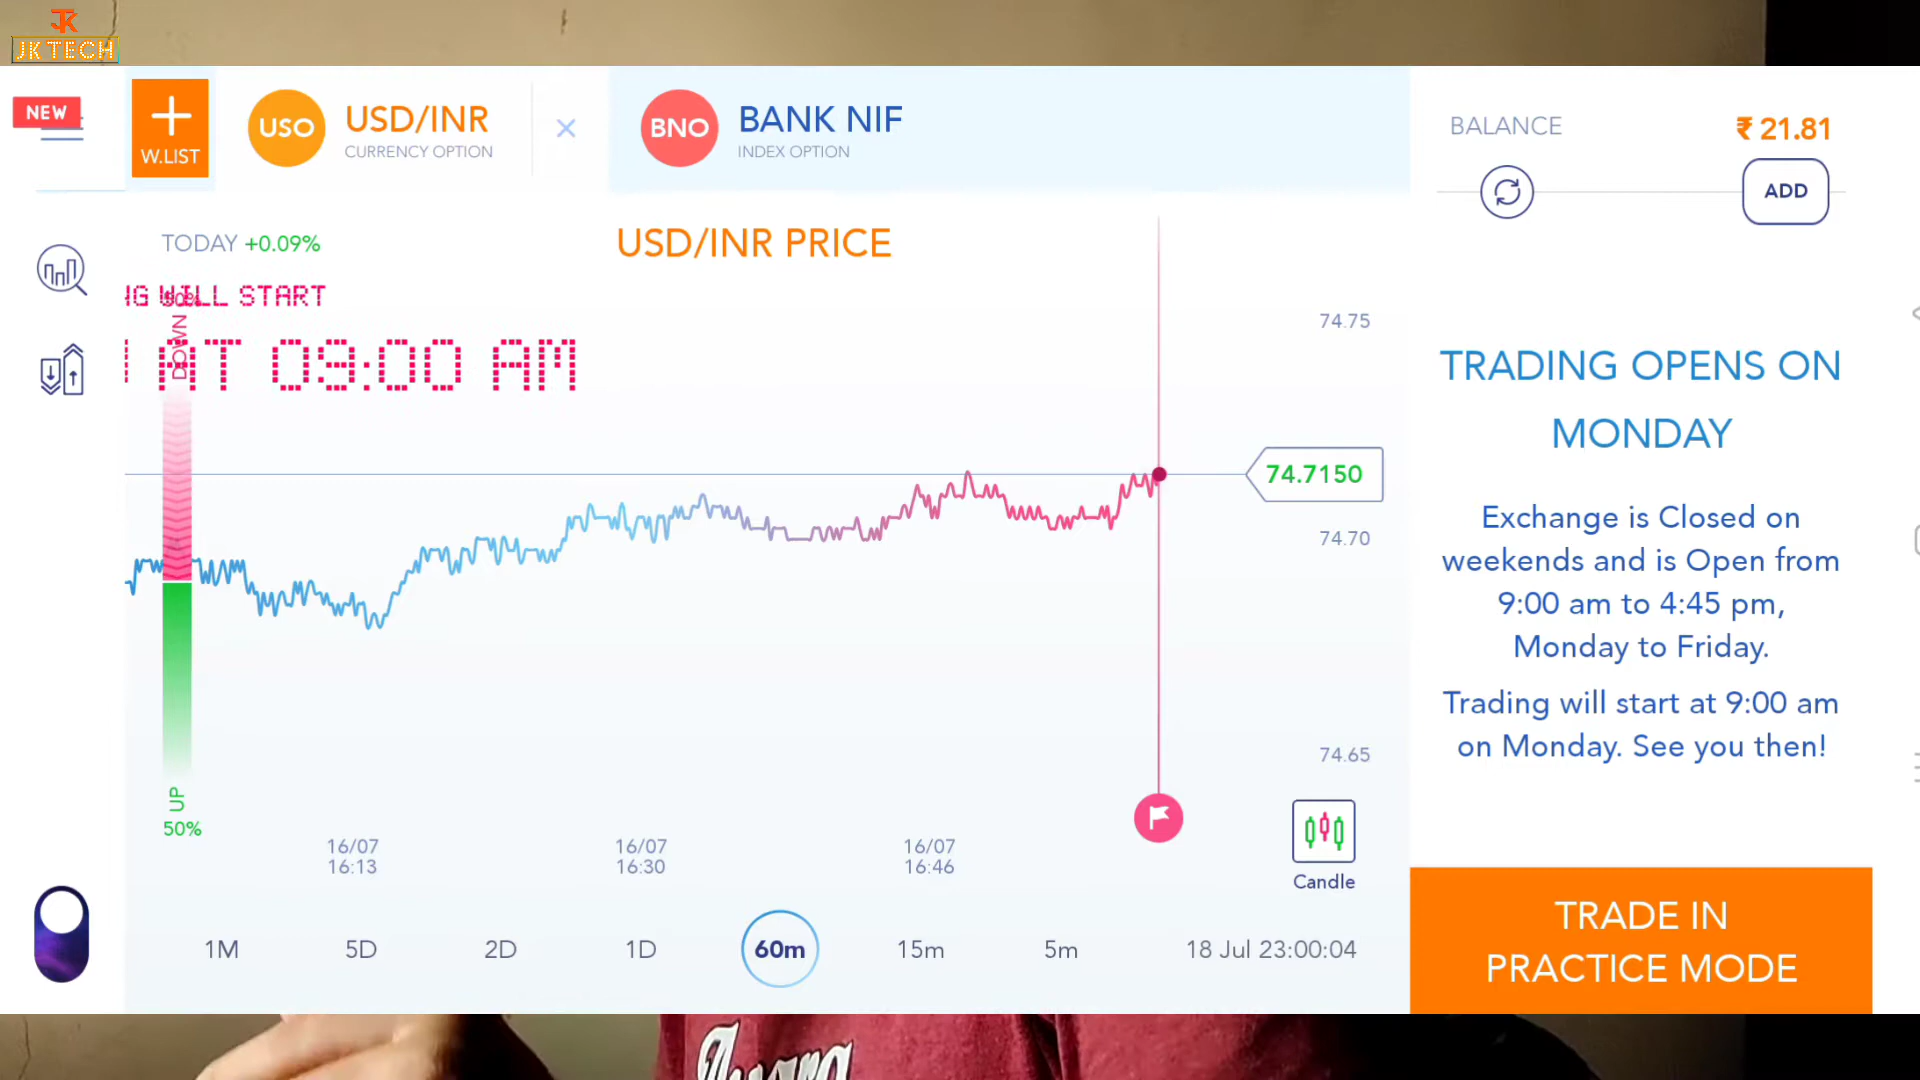 JK
JK TECH
NEW
W.LIST
USO
USD/INR
CURRENCY OPTION
BNO
BANK NIF
INDEX OPTION
BALANCE
₹ 21.81
ADD
TODAY +0.09%
USD/INR PRICE
WILL START
50%
AT 09:00 AM
DOWN
74.75
74.7150
74.70
74.65
UP
50%
16/07
16:13
16/07
16:30
16/07
16:46
Candle
1M
5D
2D
1D
60m
15m
5m
18 Jul 23:00:04
TRADING OPENS ON
MONDAY
Exchange is Closed on
weekends and is Open from
9:00 am to 4:45 pm,
Monday to Friday.
Trading will start at 9:00 am
on Monday. See you then!
TRADE IN
PRACTICE MODE